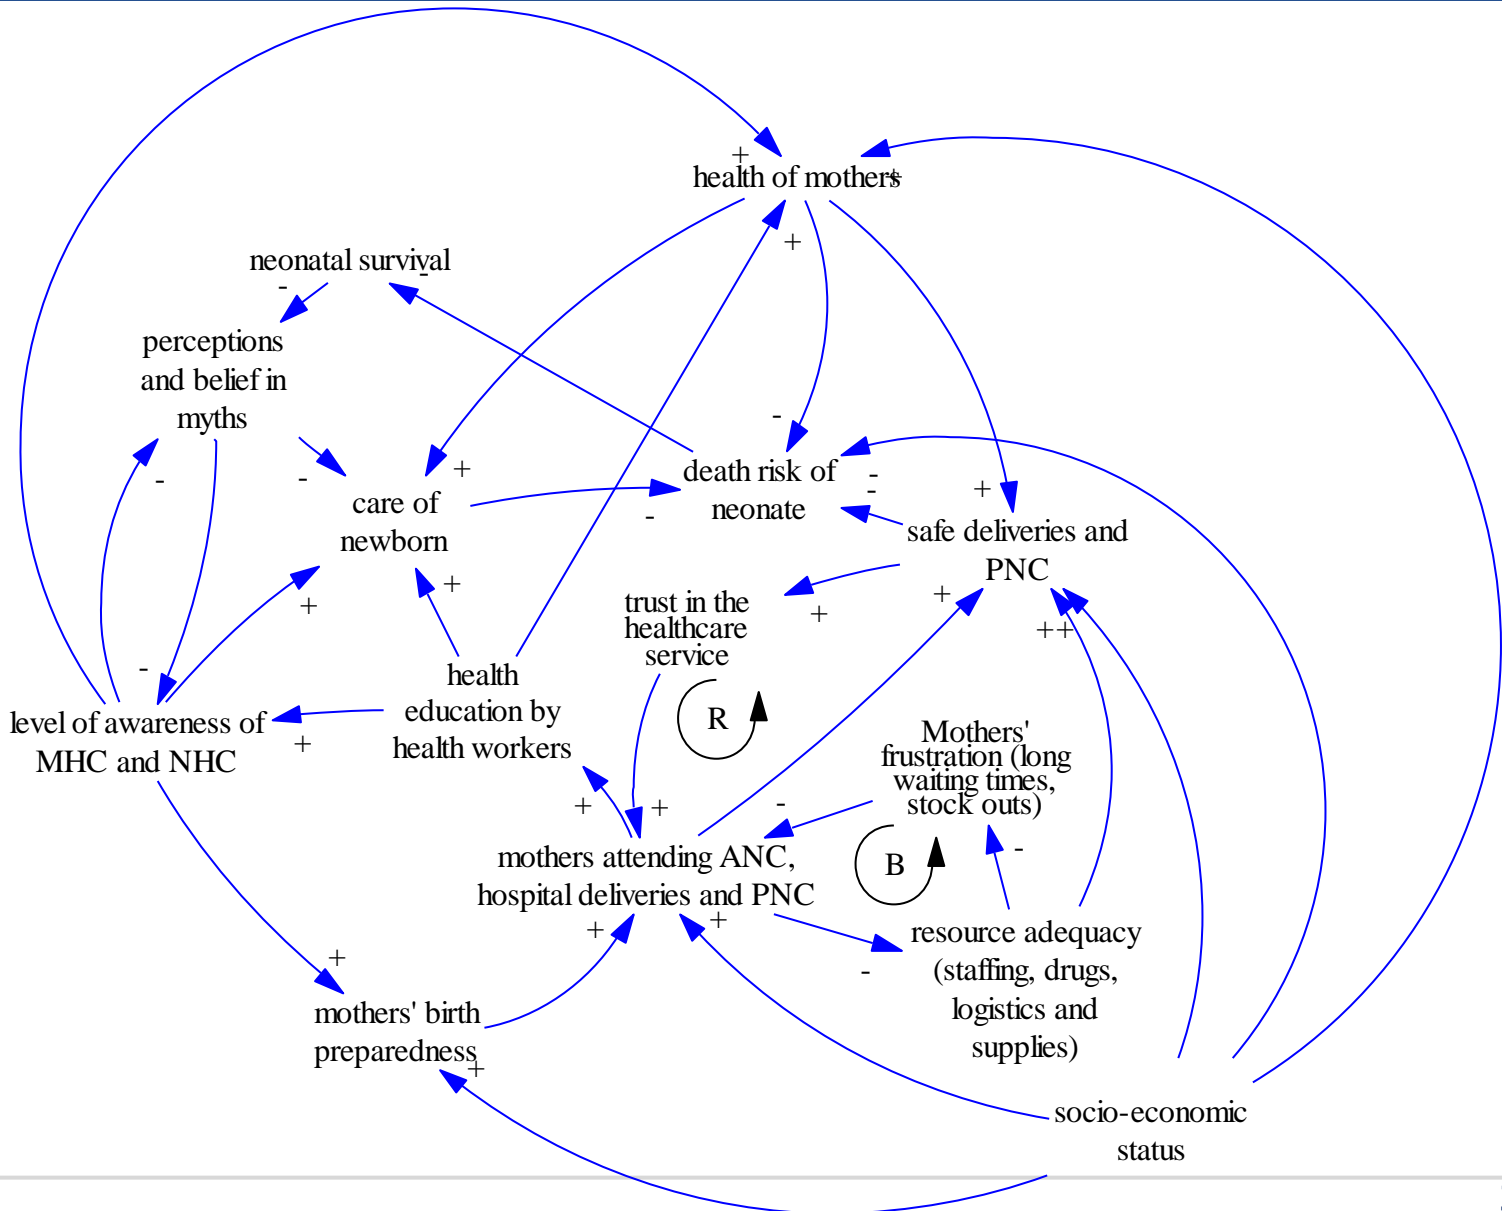 +
health of mothers
+
+
neonatal survival
-
-
perceptions
and belief in
myths
-
-
-
+
care of
newborn
-
death risk of
neonate
-
-
+
safe deliveries and
PNC
+
+
++
trust in the
healthcare
service
+
+
health
education by
health workers
-
level of awareness of
MHC and NHC
+
R
Mothers'
frustration (long
waiting times,
stock outs)
-
-
+
+
mothers attending ANC,
hospital deliveries and PNC
B
+
+
-
resource adequacy
(staffing, drugs,
logistics and
supplies)
+
mothers' birth
preparedness
+
socio-economic
status